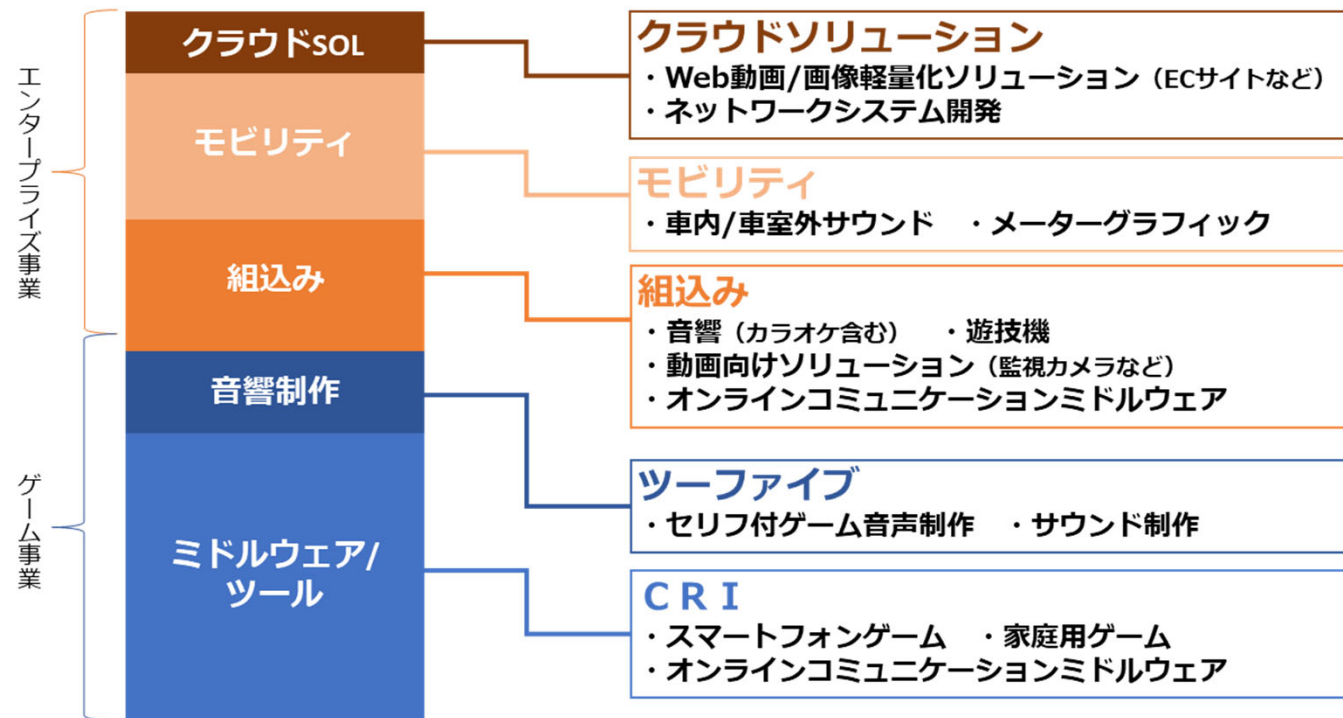 エンタープライズ事業
クラウドSOL
モビリティ
組込み
ゲーム事業
音響制作
ミドルウェア/
ツール
クラウドソリューション
・Web動画/画像軽量化ソリューション（ECサイトなど）
・ネットワークシステム開発
モビリティ
・車内/車室外サウンド　・メーターグラフィック
組込み
・音響（カラオケ含む）　・遊技機
・動画向けソリューション（監視カメラなど）
・オンラインコミュニケーションミドルウェア
ツーファイブ
・セリフ付ゲーム音声制作　・サウンド制作
ＣＲＩ
・スマートフォンゲーム　・家庭用ゲーム
・オンラインコミュニケーションミドルウェア